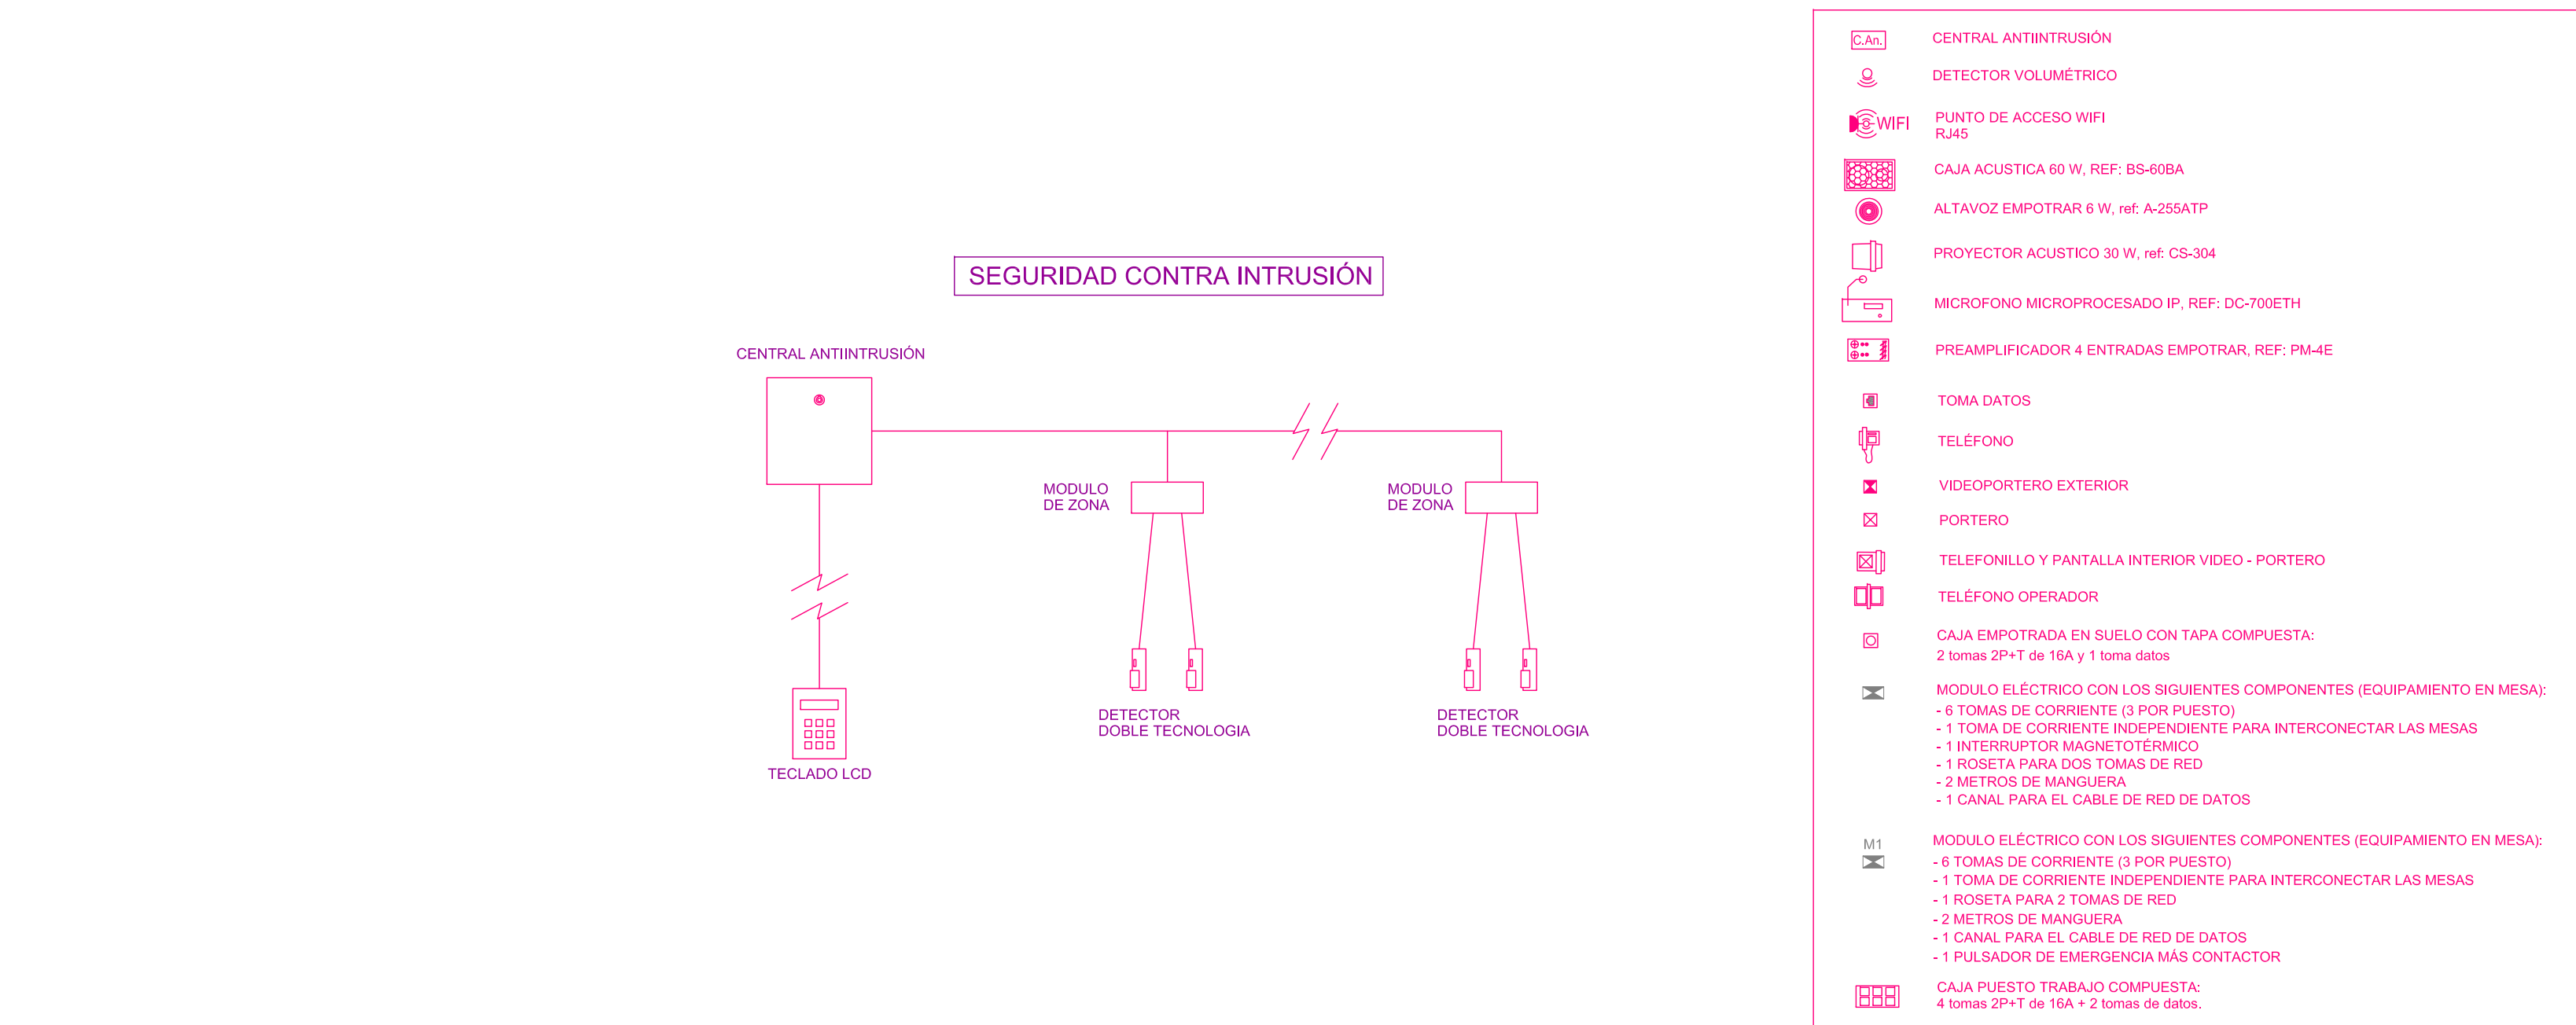 SEGURIDAD CONTRA INTRUSIÓN
CENTRAL ANTIINTRUSIÓN
MODULO
DE ZONA
MODULO
DE ZONA
DETECTOR
DOBLE TECNOLOGIA
DETECTOR
DOBLE TECNOLOGIA
TECLADO LCD
C.An.
CENTRAL ANTIINTRUSIÓN
DETECTOR VOLUMÉTRICO
WIFI
PUNTO DE ACCESO WIFI
RJ45
CAJA ACUSTICA 60 W, REF: BS-60BA
ALTAVOZ EMPOTRAR 6 W, ref: A-255ATP
PROYECTOR ACUSTICO 30 W, ref: CS-304
MICROFONO MICROPROCESADO IP, REF: DC-700ETH
PREAMPLIFICADOR 4 ENTRADAS EMPOTRAR, REF: PM-4E
TOMA DATOS
TELÉFONO
VIDEOPORTERO EXTERIOR
PORTERO
TELEFONILLO Y PANTALLA INTERIOR VIDEO - PORTERO
TELÉFONO OPERADOR
CAJA EMPOTRADA EN SUELO CON TAPA COMPUESTA:
2 tomas 2P+T de 16A y 1 toma datos
MODULO ELÉCTRICO CON LOS SIGUIENTES COMPONENTES (EQUIPAMIENTO EN MESA):
- 6 TOMAS DE CORRIENTE (3 POR PUESTO)
- 1 TOMA DE CORRIENTE INDEPENDIENTE PARA INTERCONECTAR LAS MESAS
- 1 INTERRUPTOR MAGNETOTÉRMICO
- 1 ROSETA PARA DOS TOMAS DE RED
- 2 METROS DE MANGUERA
- 1 CANAL PARA EL CABLE DE RED DE DATOS
M1
MODULO ELÉCTRICO CON LOS SIGUIENTES COMPONENTES (EQUIPAMIENTO EN MESA):
- 6 TOMAS DE CORRIENTE (3 POR PUESTO)
- 1 TOMA DE CORRIENTE INDEPENDIENTE PARA INTERCONECTAR LAS MESAS
- 1 ROSETA PARA 2 TOMAS DE RED
- 2 METROS DE MANGUERA
- 1 CANAL PARA EL CABLE DE RED DE DATOS
- 1 PULSADOR DE EMERGENCIA MÁS CONTACTOR
CAJA PUESTO TRABAJO COMPUESTA:
4 tomas 2P+T de 16A + 2 tomas de datos.